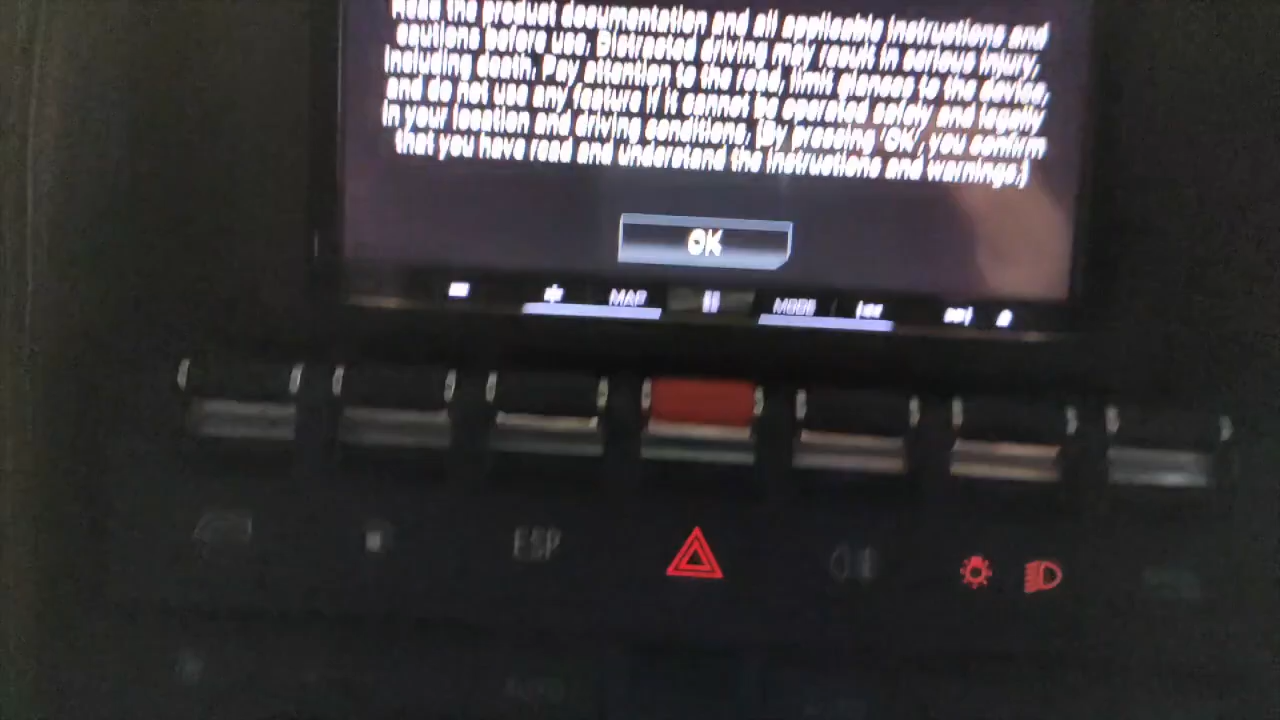 Read the product documentation and all applicable instructions and
cautions before use. Distracted driving may result in serious injury,
including death. Pay attention to the road, limit glances to the device,
and do not use any feature if it cannot be operated safely and legally
in your location and driving conditions. (By pressing 'OK', you confirm
that you have read and understand the instructions and warnings.)
OK
MAP
MODE
ESP
AUTO